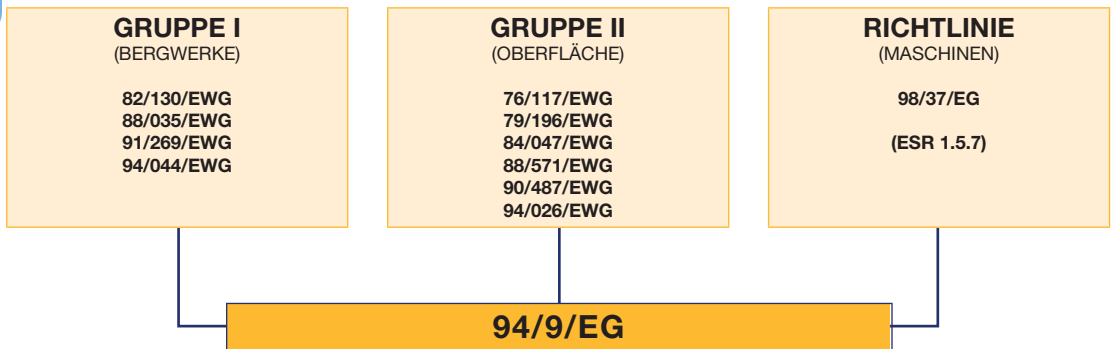 GRUPPE I
(BERGWERKE)
82/130/EWG
88/035/EWG
91/269/EWG
94/044/EWG
GRUPPE II
(OBERFLÄCHE)
76/117/EWG
79/196/EWG
84/047/EWG
88/571/EWG
90/487/EWG
94/026/EWG
RICHTLINIE
(MASCHINEN)
98/37/EG
(ESR 1.5.7)
94/9/EG